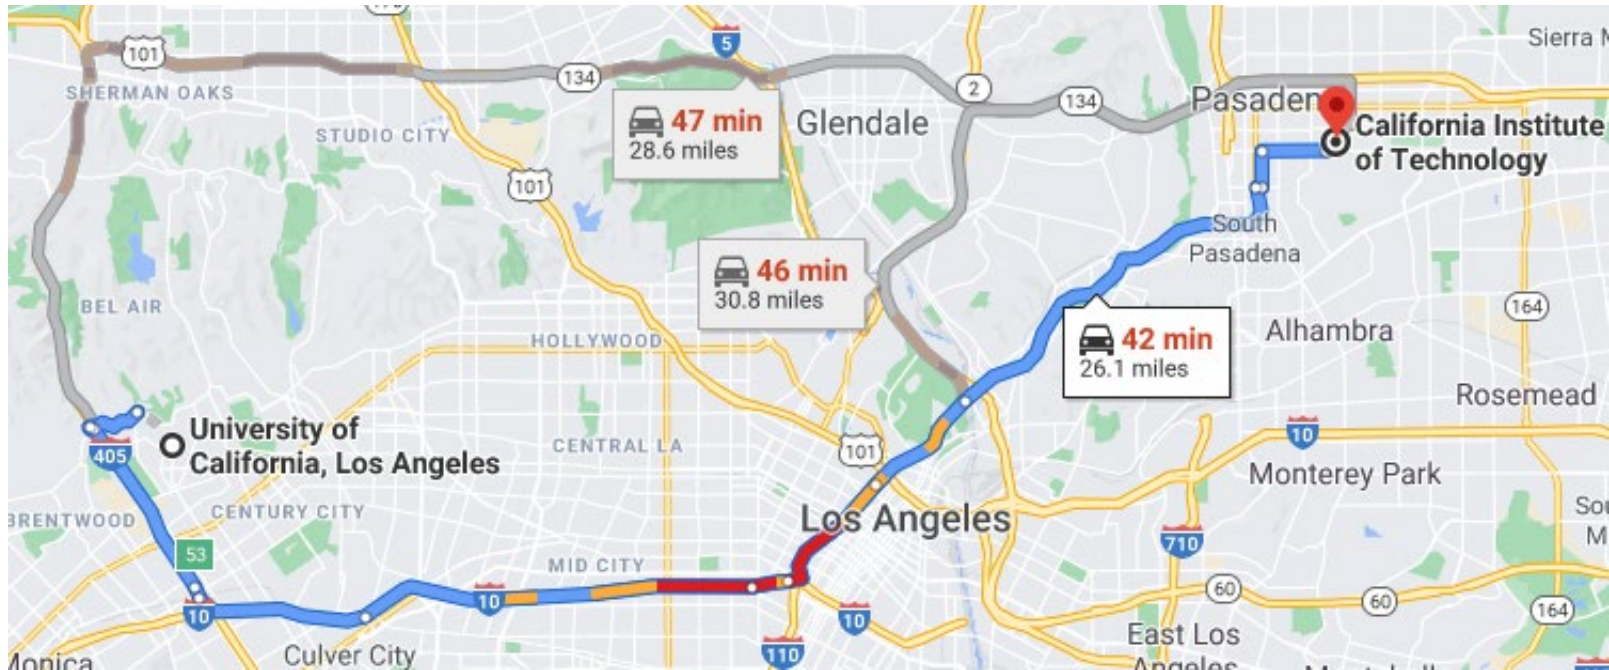 101
5
Sierra M
134
2
134
SHERMAN OAKS
Pasaden
47 min
28.6 miles
Glendale
STUDIO CITY
California Institute
of Technology
101
South
Pasadena
46 min
30.8 miles
BEL AIR
164
HOLLYWOOD
42 min
26.1 miles
Alhambra
Rosemead
University of
California, Los Angeles
405
CENTRAL LA
101
10
Monterey Park
BRENTWOOD
CENTURY CITY
Los Angeles
Sou
M
53
710
MID CITY
10
10
60
60
164
10
110
Culver City
East Los
Angeles
Monica